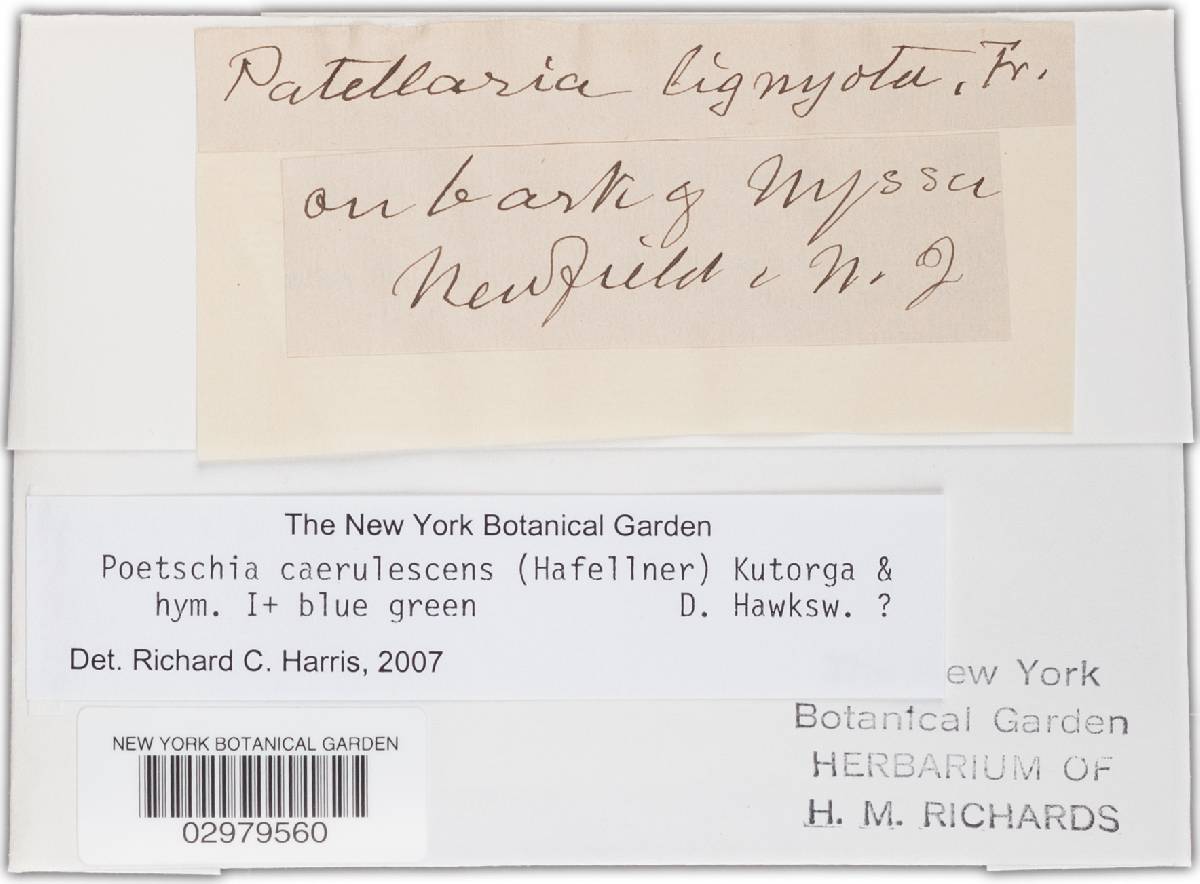 Patellaria lignyota, Fr.
on bark of Nyssa
Newfield, N. J
The New York Botanical Garden
Poetschia caerulescens (Hafellner) Kutorga &
hym. I+ blue green D. Hawksw. ?
Det. Richard C. Harris, 2007
ew York
Botanical Garden
HERBARIUM OF
H. M. RICHARDS
NEW YORK BOTANICAL GARDEN
02979560